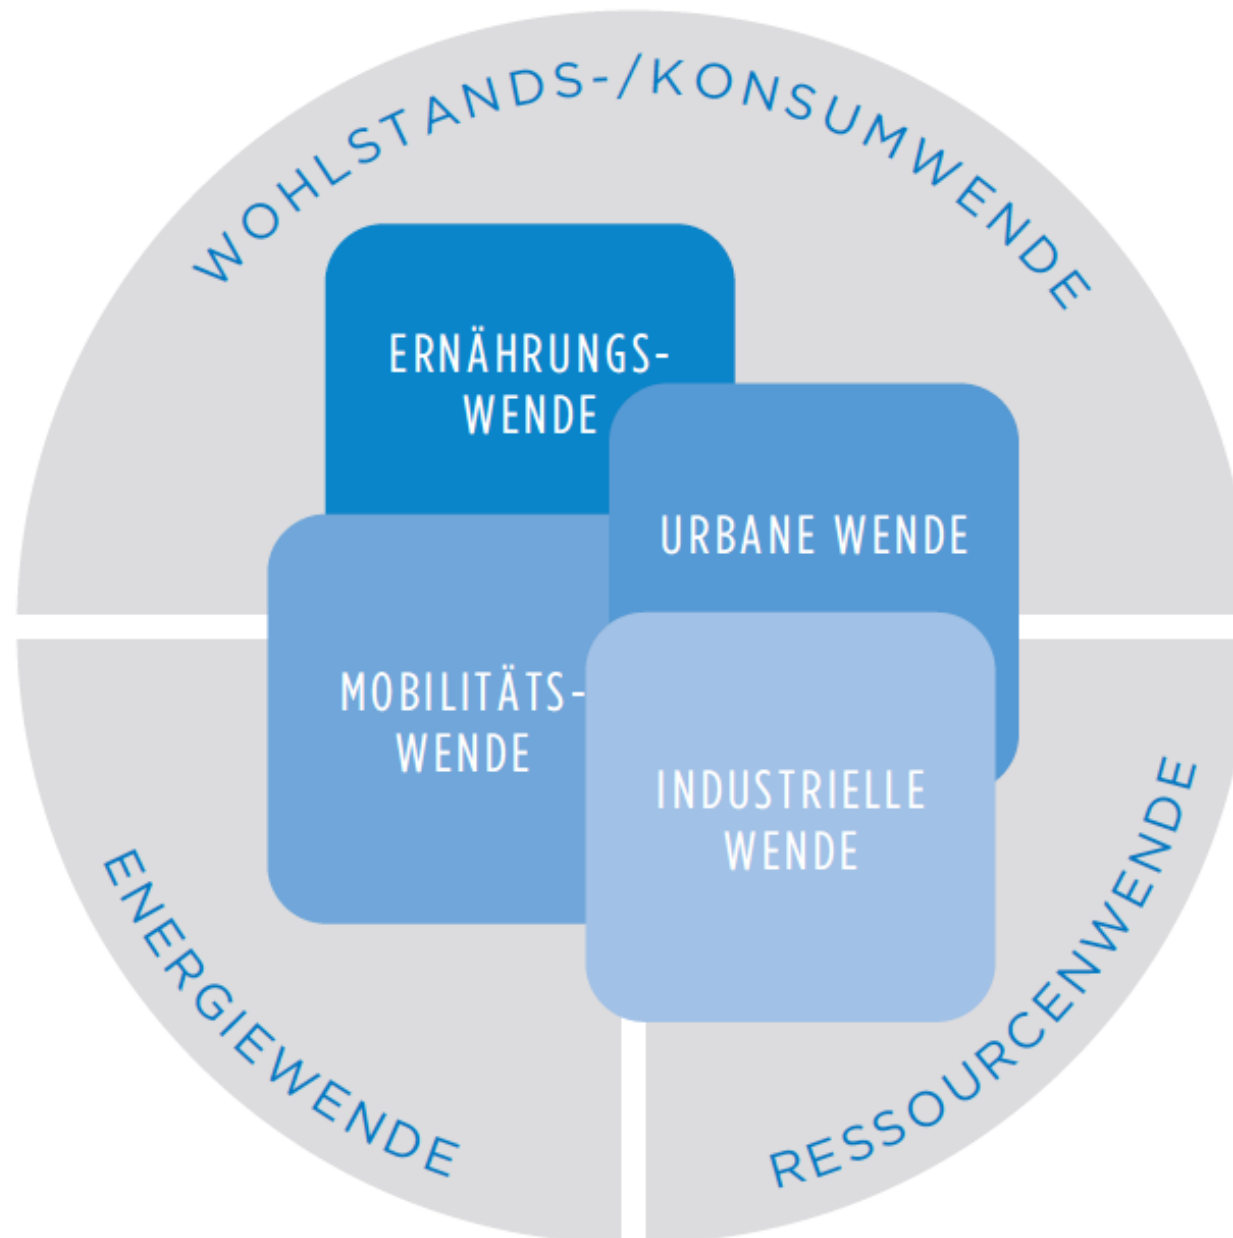 WOHLSTANDS-/KONSUMWENDE
ERNÄHRUNGS-
WENDE
URBANE WENDE
MOBILITÄTS-
WENDE
INDUSTRIELLE
WENDE
ENERGIEWENDE
RESSOURCENWENDE